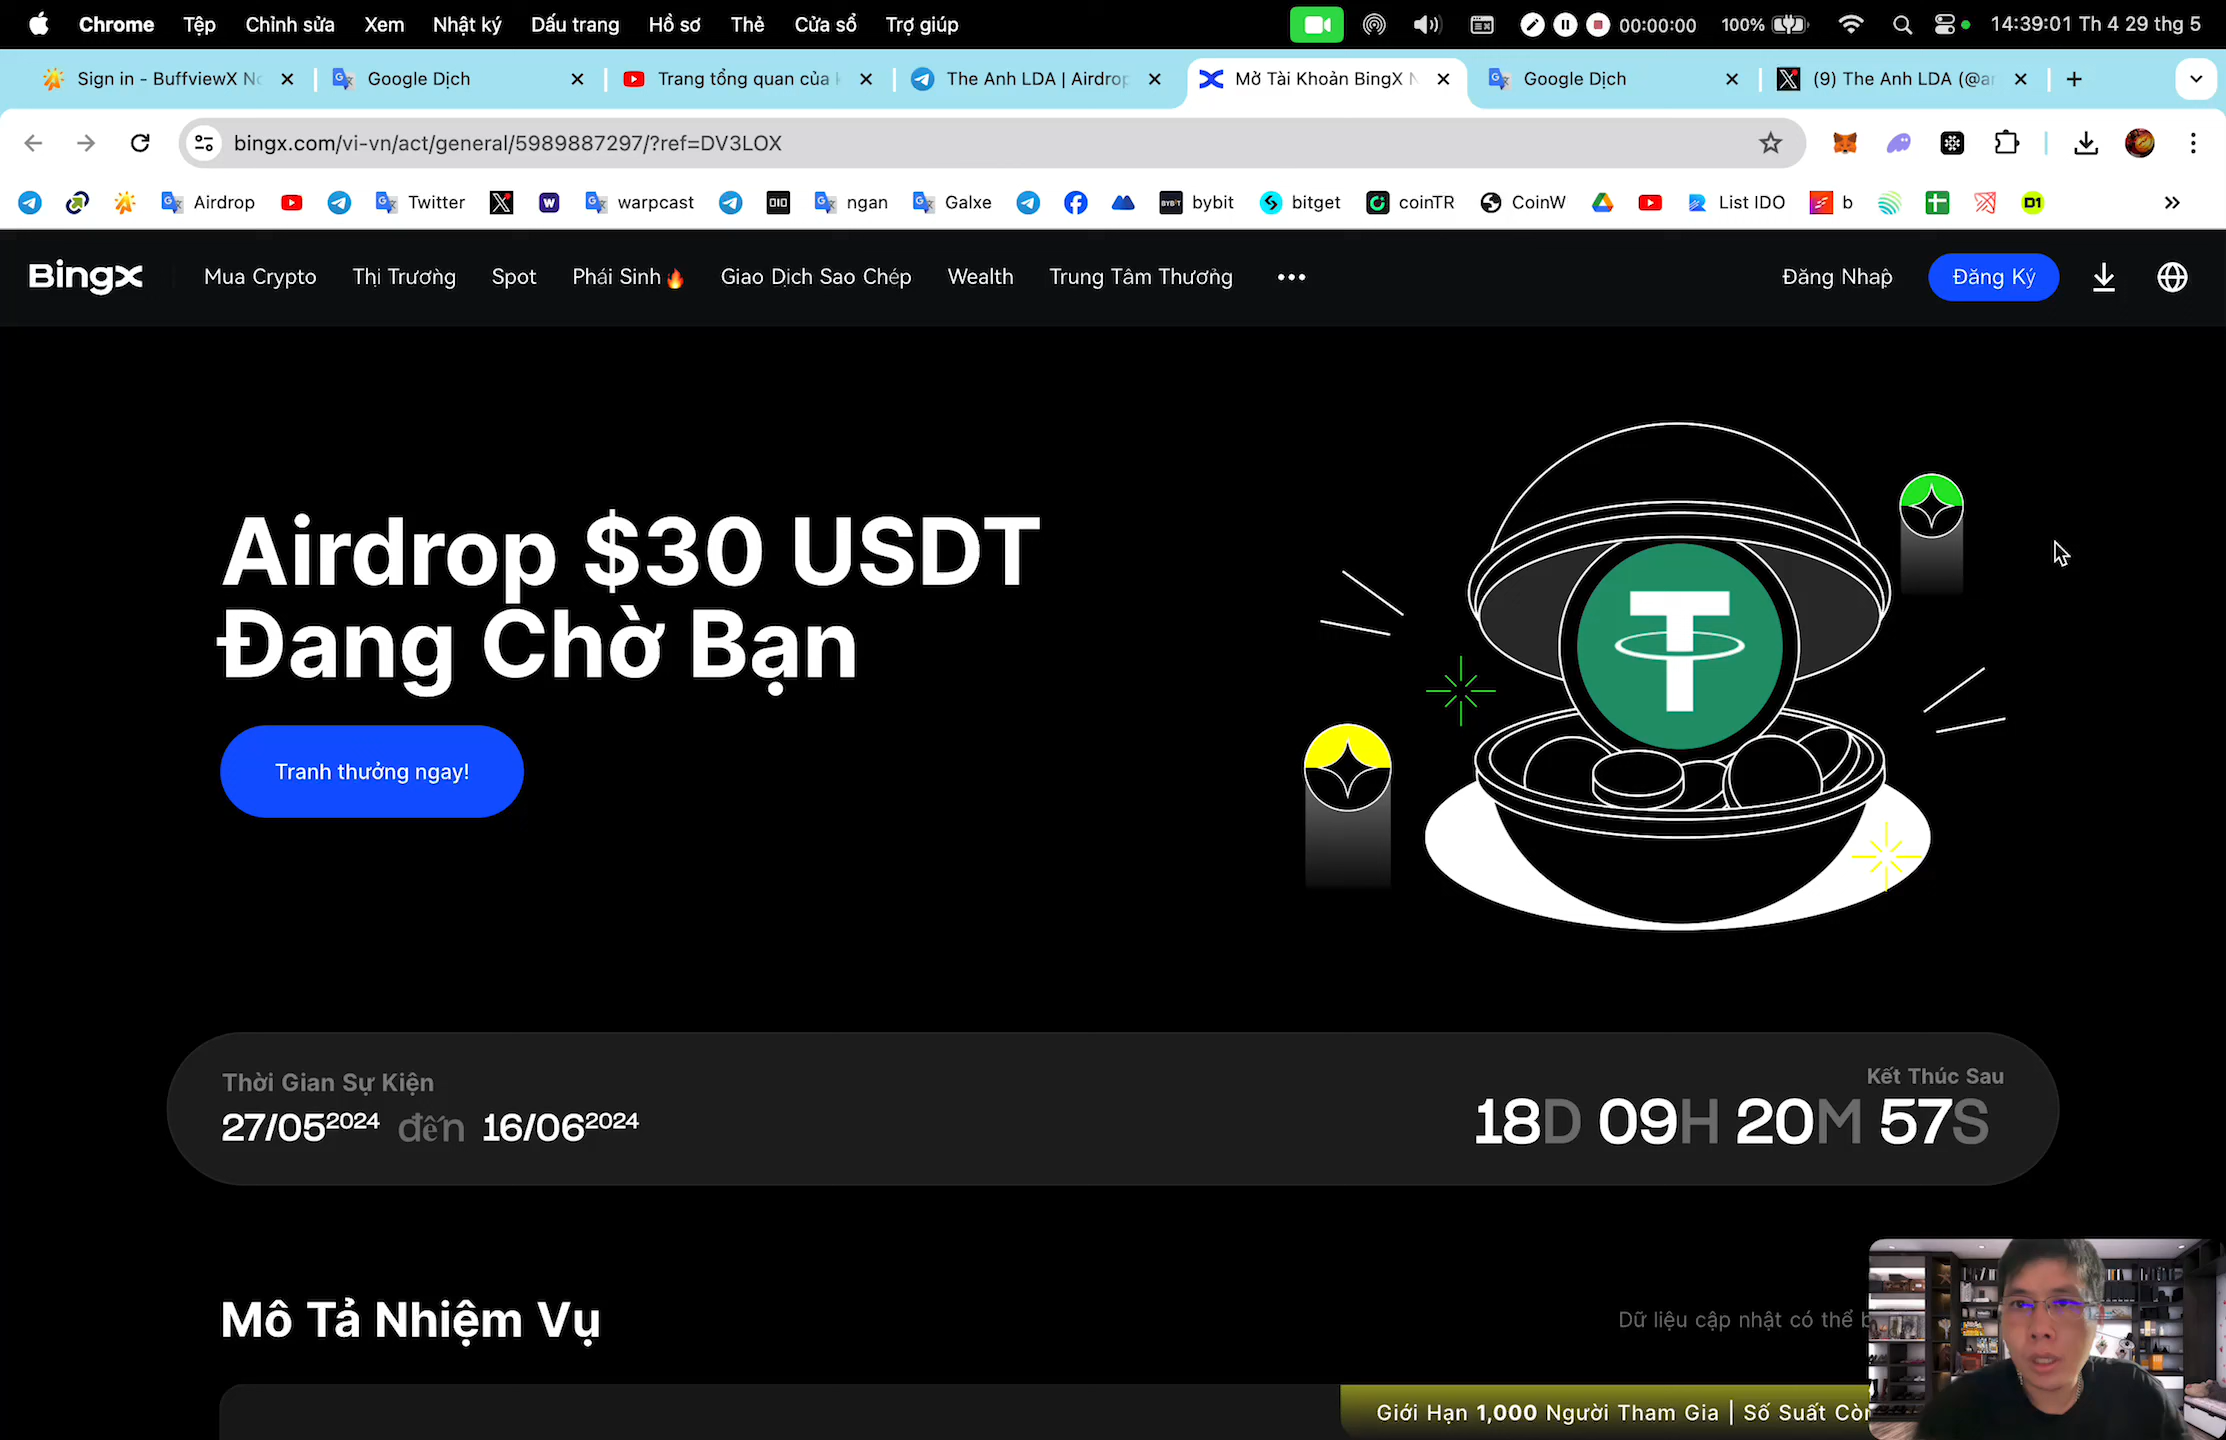 Chrome Tệp Chỉnh sửa Xem Nhật ký Dấu trang Hồ sơ Thẻ Cửa sổ Trợ giúp 00:00:00 100% 14:39:01 Th 4 29 thg 5
Sign in - BuffviewX Google Dịch Trang tổng quan của The Anh LDA | Airdrop Mở Tài Khoản BingX Google Dịch (9) The Anh LDA (@ar
bingx.com/vi-vn/act/general/5989887297/?ref=DV3LOX
Airdrop Twitter warpcast ngan Galxe bybit bitget coinTR CoinW List IDO b D1
BingX Mua Crypto Thị Trường Spot Phái Sinh🔥 Giao Dịch Sao Chép Wealth Trung Tâm Thưởng ••• Đăng Nhập Đăng Ký
Airdrop $30 USDT
Đang Chờ Bạn
Tranh thưởng ngay!
Thời Gian Sự Kiện
27/05 2024 đến 16/06 2024
Kết Thúc Sau
18D 09H 20M 57S
Mô Tả Nhiệm Vụ
Dữ liệu cập nhật có thể
Giới Hạn 1,000 Người Tham Gia | Số Suất Còn